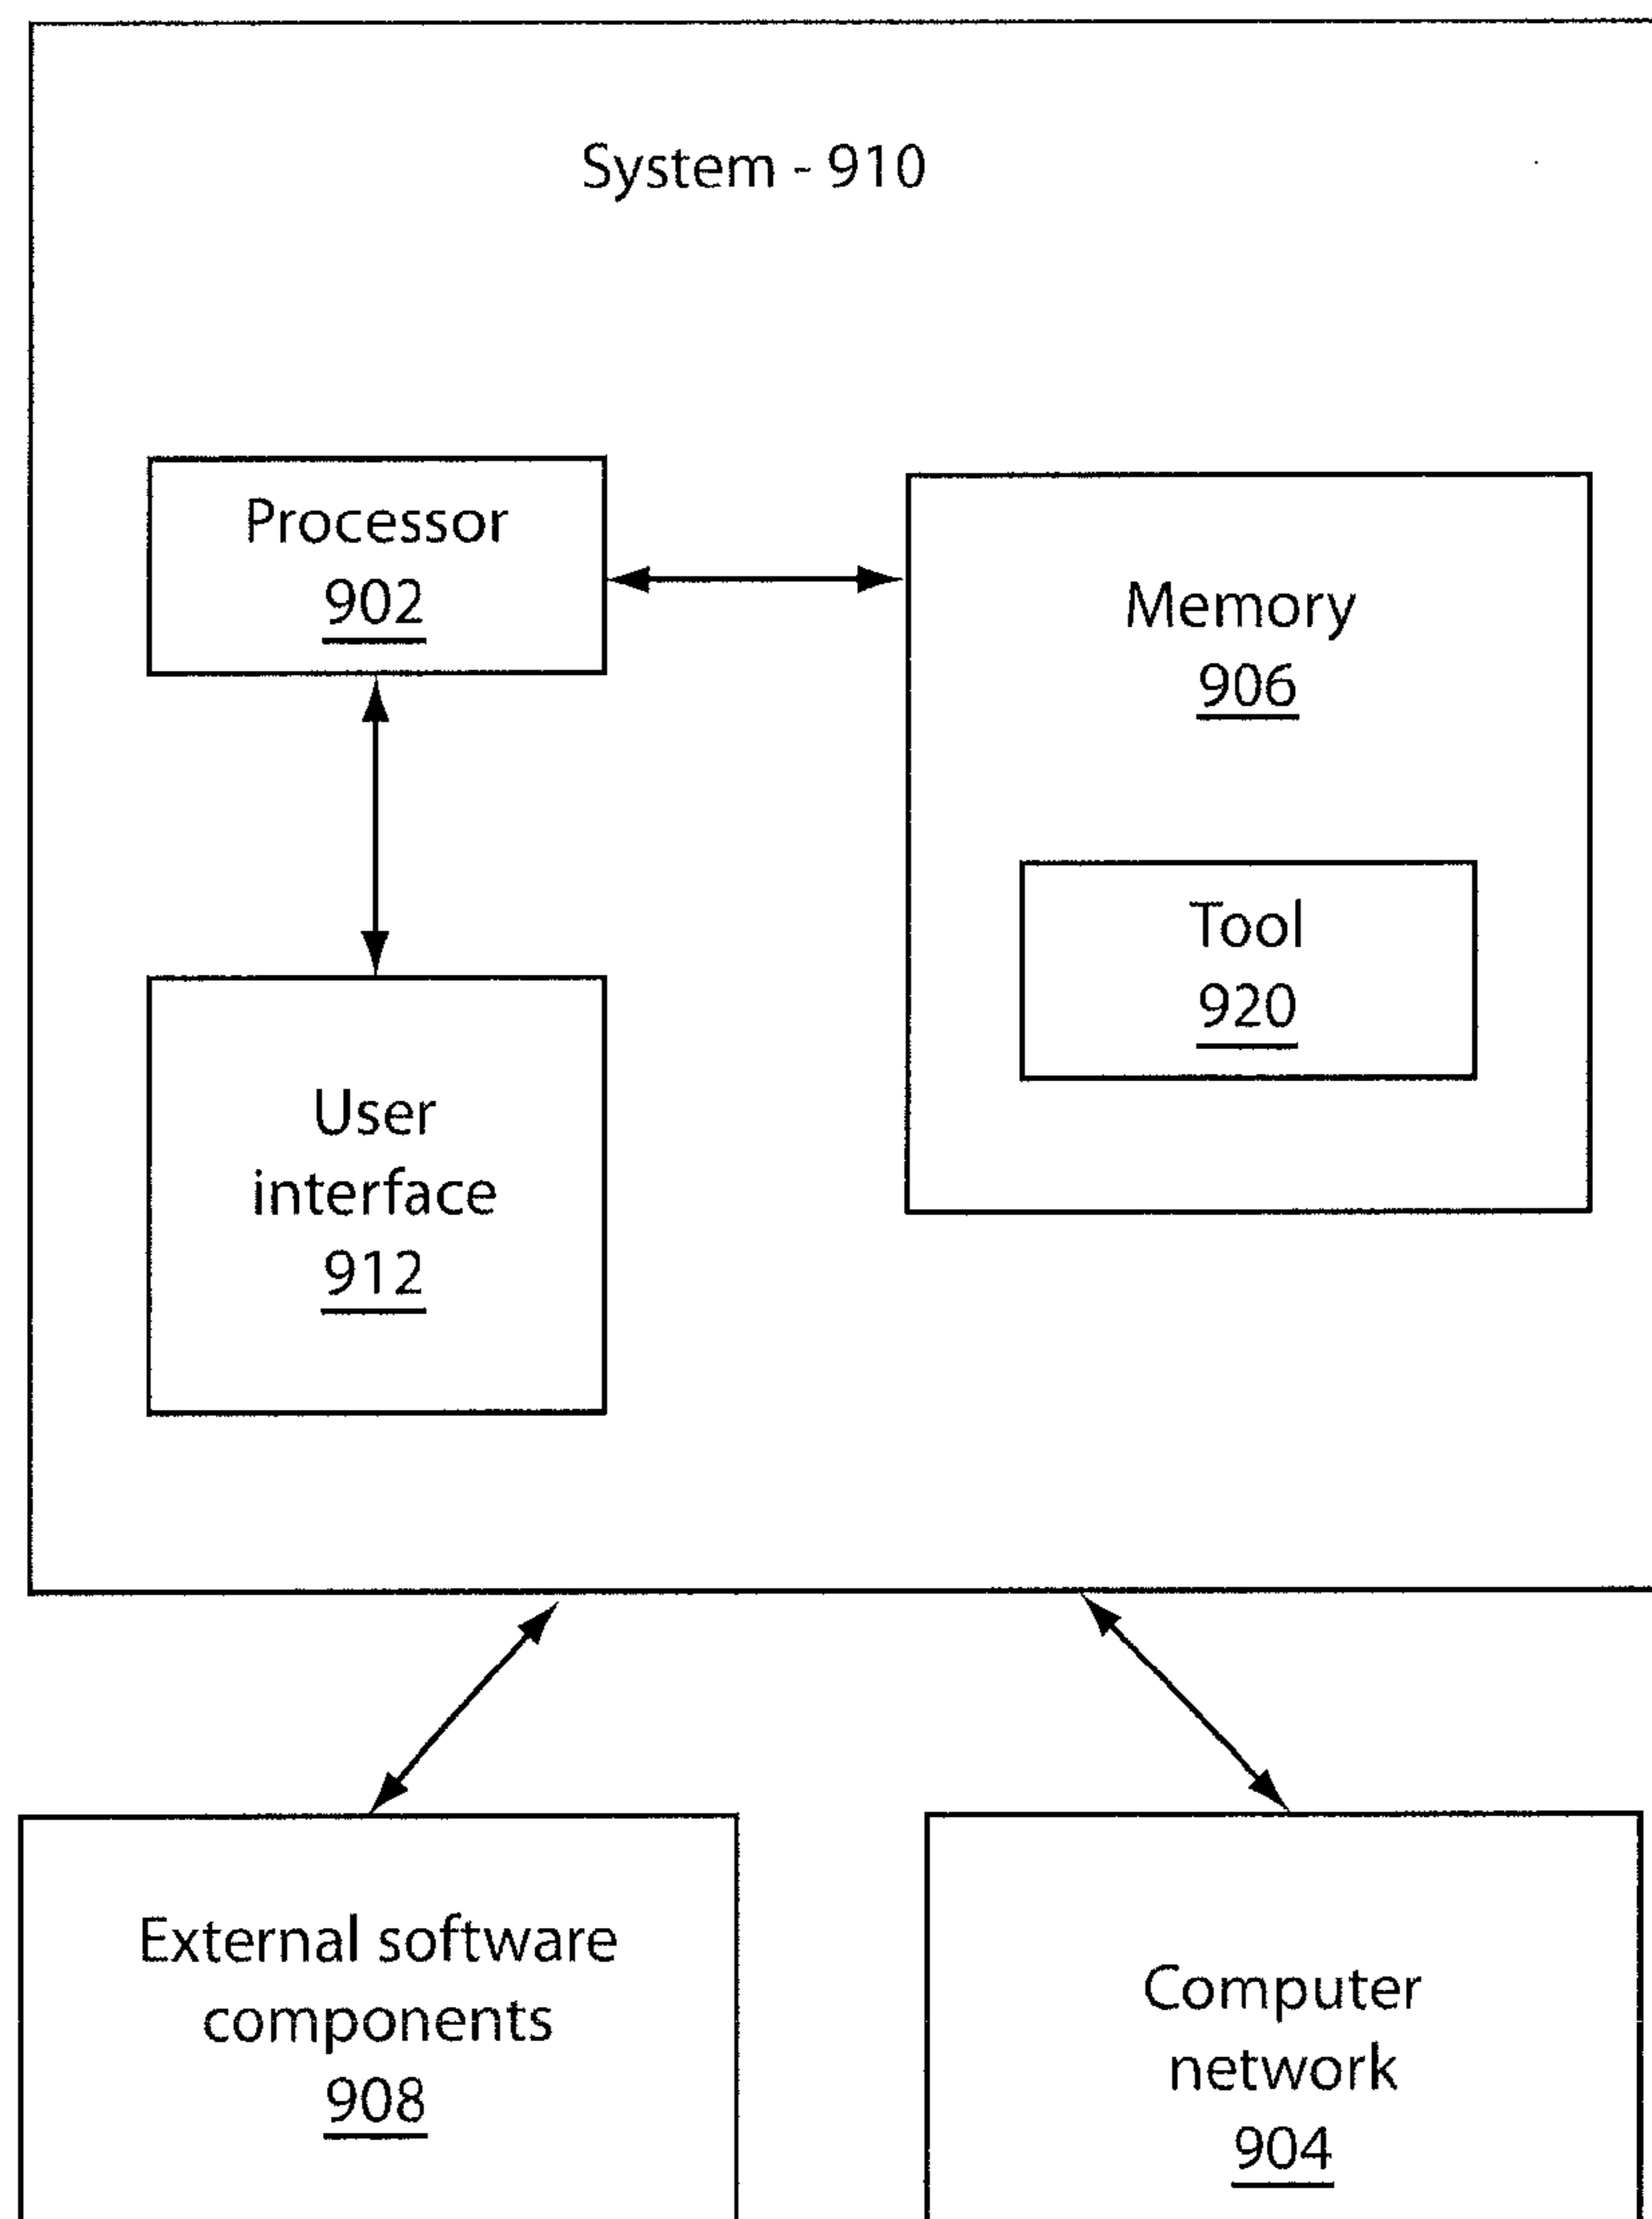 System - 910
Processor
902
Memory
906
Tool
920
User
interface
912
External software
components
908
Computer
network
904